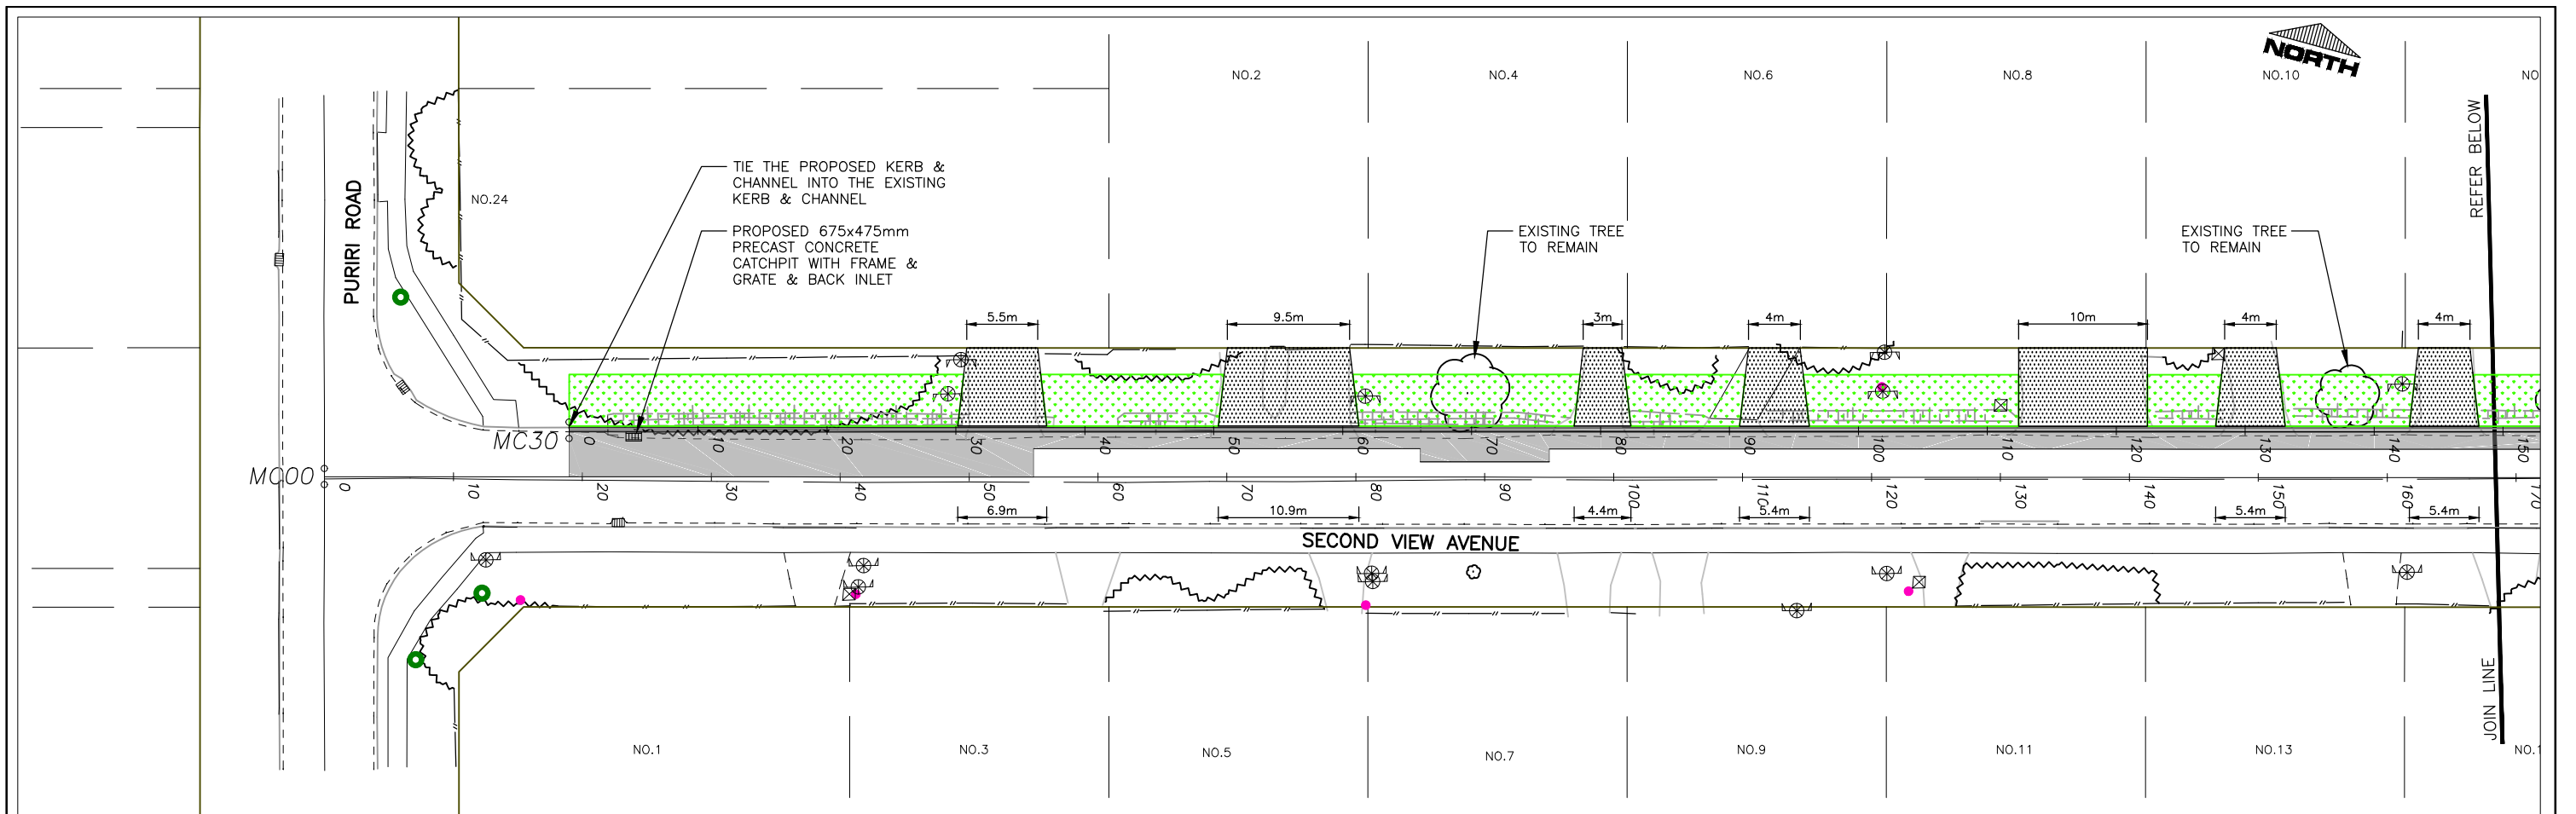 NORTH
NO.2
NO.4
NO.6
NO.8
NO.10
NO
REFER BELOW
TIE THE PROPOSED KERB &
CHANNEL INTO THE EXISTING
KERB & CHANNEL
PURIRI ROAD
NO.24
PROPOSED 675x475mm
PRECAST CONCRETE
CATCHPIT WITH FRAME &
GRATE & BACK INLET
EXISTING TREE
TO REMAIN
EXISTING TREE
TO REMAIN
5.5m
9.5m
3m
4m
10m
4m
4m
MC30
0
10
20
30
40
50
60
70
80
90
100
110
120
130
140
150
MC00
0
10
20
30
40
50
60
70
80
90
100
110
120
130
140
150
160
170
6.9m
10.9m
4.4m
5.4m
5.4m
5.4m
SECOND VIEW AVENUE
JOIN LINE
NO.1
NO.3
NO.5
NO.7
NO.9
NO.11
NO.13
NO.1